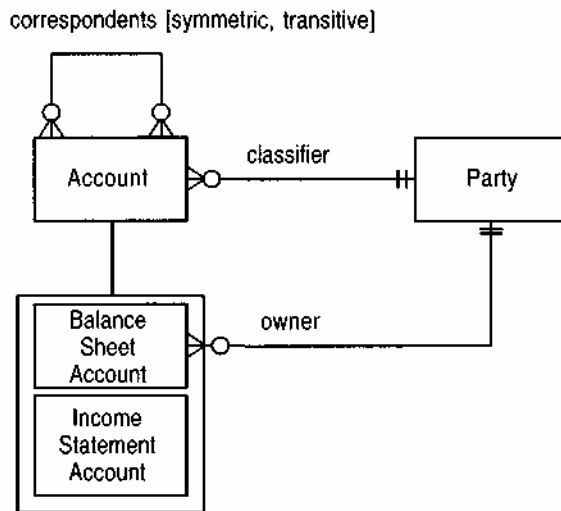 correspondents [symmetric, transitive]
Account
classifier
Party
Balance
Sheet
Account
owner
Income
Statement
Account